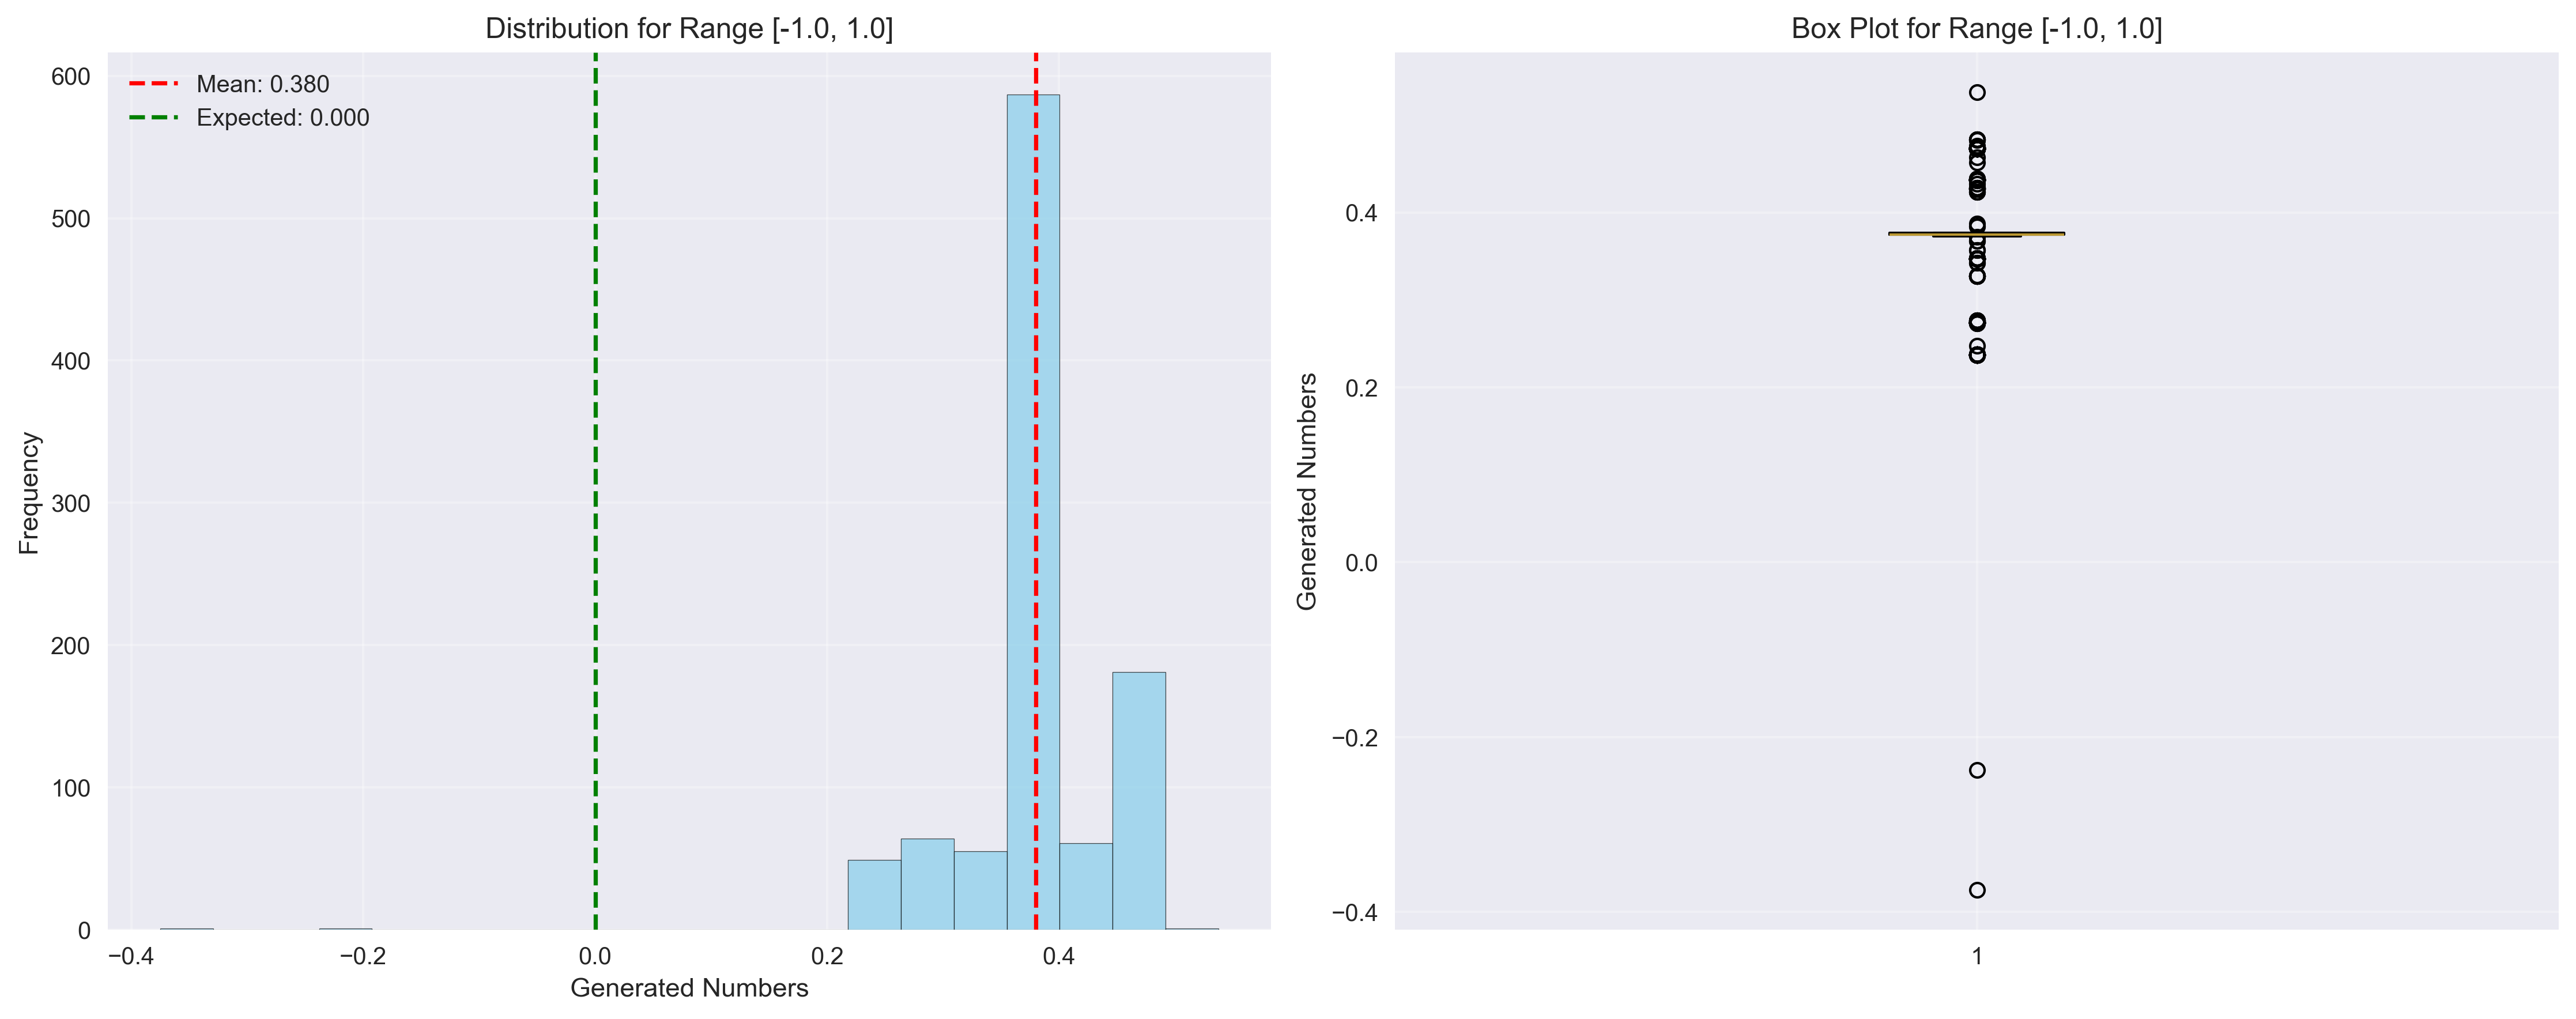 Distribution for Range [-1.0, 1.0]
Mean: 0.380
Expected: 0.000
600
500
400
300
200
100
0
Frequency
−0.4
−0.2
0.0
0.2
0.4
Generated Numbers
Box Plot for Range [-1.0, 1.0]
0.4
0.2
0.0
−0.2
−0.4
Generated Numbers
1